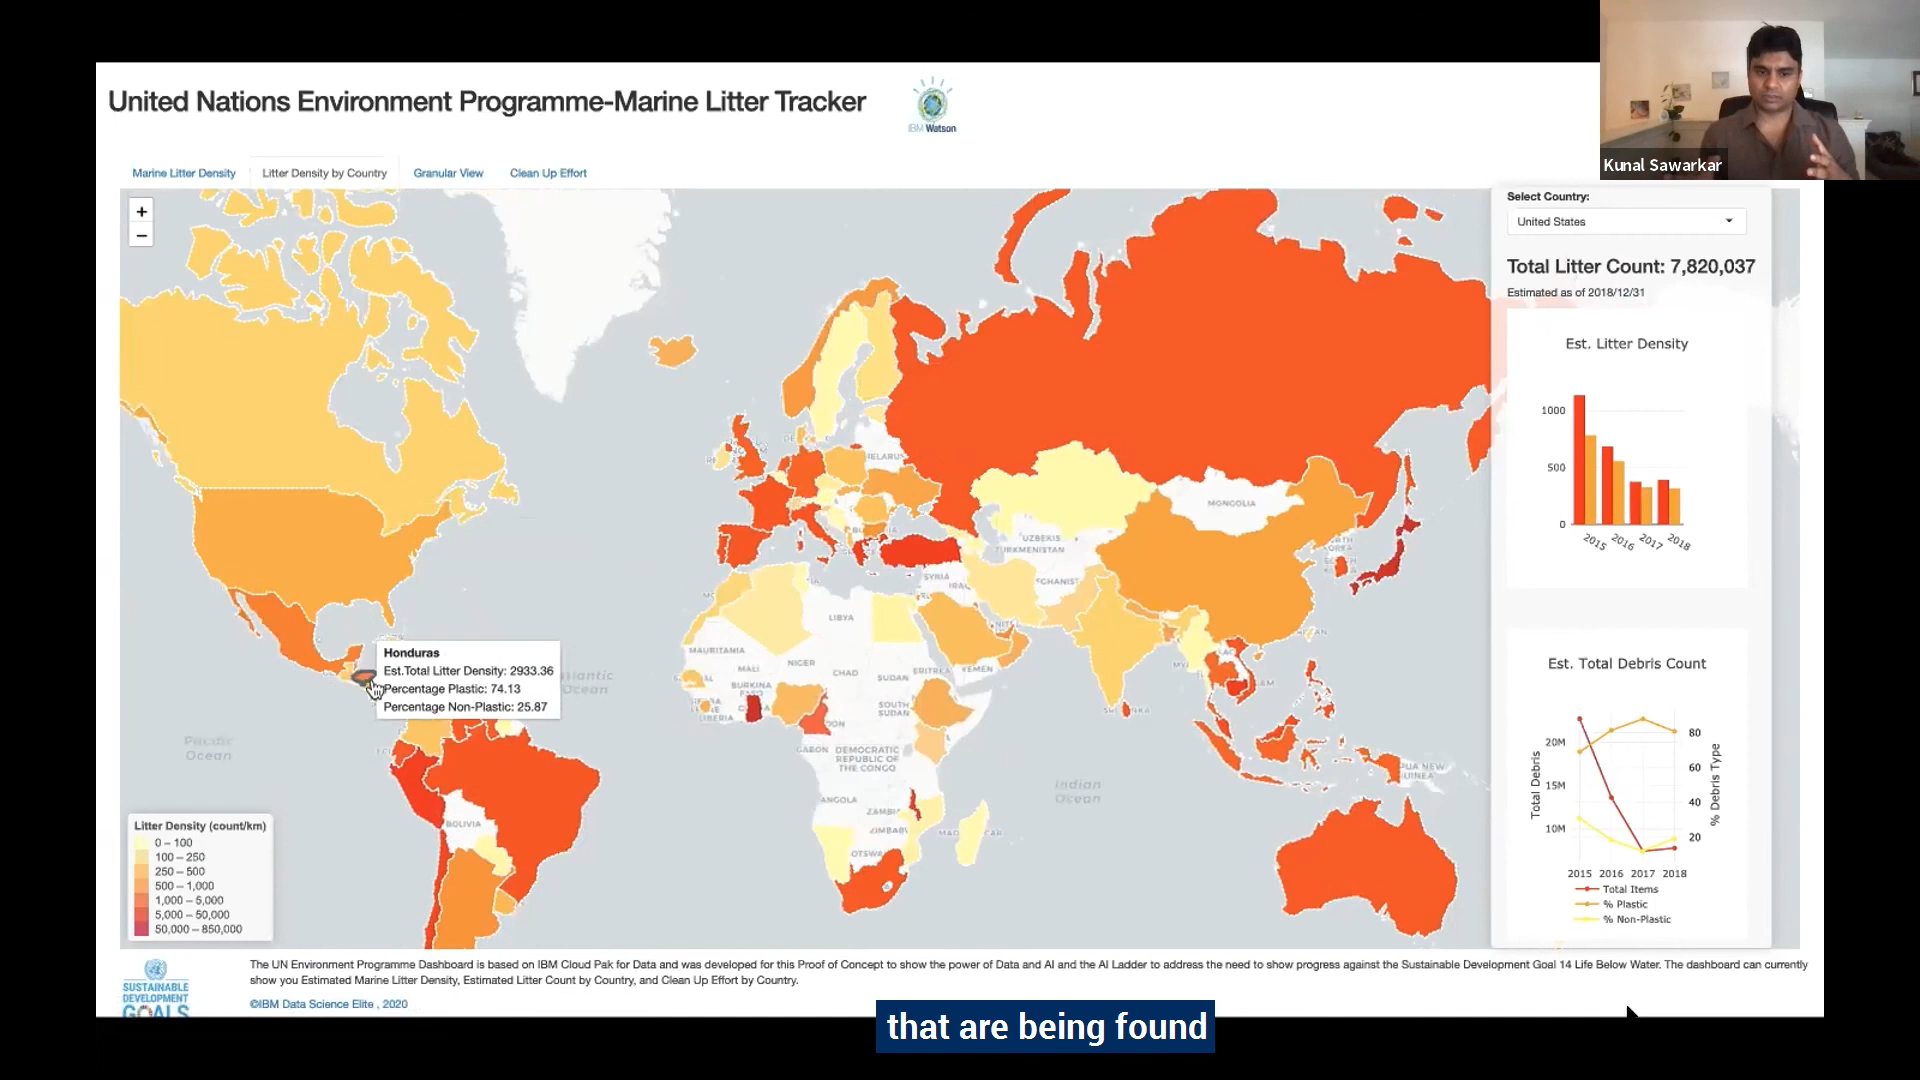 United Nations Environment Programme-Marine Litter Tracker
IBM Watson
Kunal Sawarkar
Marine Litter Density
Litter Density by Country
Granular View
Clean Up Effort
+
−
Select Country:
United States
Total Litter Count: 7,820,037
Estimated as of 2018/12/31
Est. Litter Density
1000
500
0
2015 2016 2017 2018
Est. Total Debris Count
20M
15M
10M
80
60
40
20
Total Debris
% Debris Type
2015 2016 2017 2018
Total Items
% Plastic
% Non-Plastic
MONGOLIA
TURKMENISTAN
SYRIA
LIBYA
MAURITANIA
MALI
NIGER
CHAD
SUDAN
ERITREA
YEMEN
SOUTH
SUDAN
LIBERIA
GABON
DEMOCRATIC
REPUBLIC OF
THE CONGO
ANGOLA
BOLIVIA
Pacific
Ocean
Indian
Ocean
Ocean
Honduras
Est.Total Litter Density: 2933.36
Percentage Plastic: 74.13
Percentage Non-Plastic: 25.87
Litter Density (count/km)
0 – 100
100 – 250
250 – 500
500 – 1,000
1,000 – 5,000
5,000 – 50,000
50,000 – 850,000
SUSTAINABLE
DEVELOPMENT
GOALS
The UN Environment Programme Dashboard is based on IBM Cloud Pak for Data and was developed for this Proof of Concept to show the power of Data and AI and the AI Ladder to address the need to show progress against the Sustainable Development Goal 14 Life Below Water. The dashboard can currently
show you Estimated Marine Litter Density, Estimated Litter Count by Country, and Clean Up Effort by Country.
©IBM Data Science Elite , 2020
that are being found